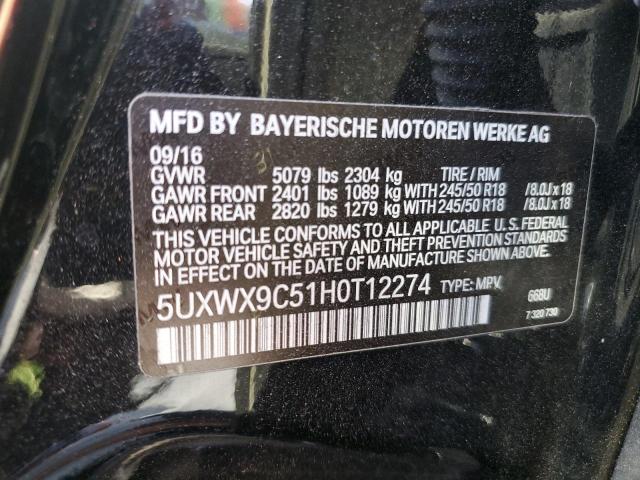 MFD BY BAYERISCHE MOTOREN WERKE AG
09/16 31
GVWR 5079 lbs 2304 kg TIRE / RIM
GAWR FRONT 2401 lbs 1089 kg WITH 245/50 R18 / 8.0J x 18
GAWR REAR 2820 lbs 1279 kg WITH 245/50 R18 / 8.0J x 18
THIS VEHICLE CONFORMS TO ALL APPLICABLE U. S. FEDERAL
MOTOR VEHICLE SAFETY AND THEFT PREVENTION STANDARDS
IN EFFECT ON THE DATE OF MANUFACTURE SHOWN ABOVE.
5UXWX9C51H0T12274 TYPE: MPV 668U
7 320 730